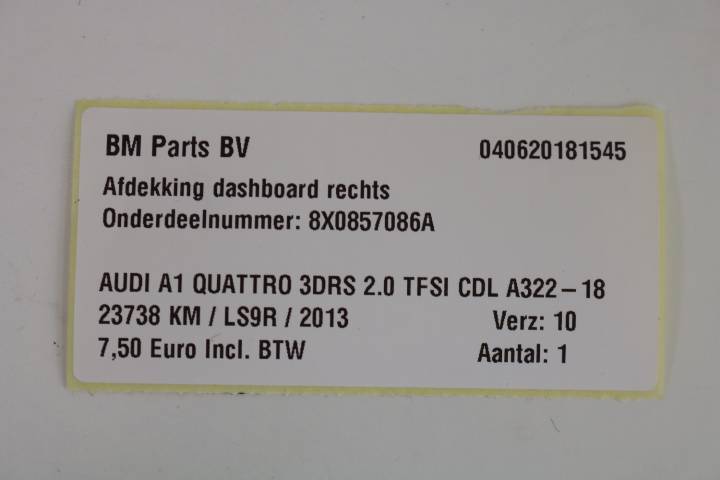 BM Parts BV 040620181545
Afdekking dashboard rechts
Onderdeelnummer: 8X0857086A
AUDI A1 QUATTRO 3DRS 2.0 TFSI CDL A322-18
23738 KM / LS9R / 2013 Verz: 10
7,50 Euro Incl. BTW Aantal: 1